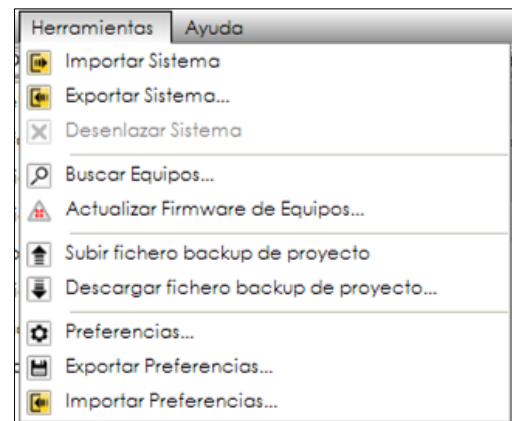 Herramientas Ayuda
Importar Sistema
Exportar Sistema...
Desenlazar Sistema
Buscar Equipos...
Actualizar Firmware de Equipos...
Subir fichero backup de proyecto
Descargar fichero backup de proyecto...
Preferencias...
Exportar Preferencias...
Importar Preferencias...